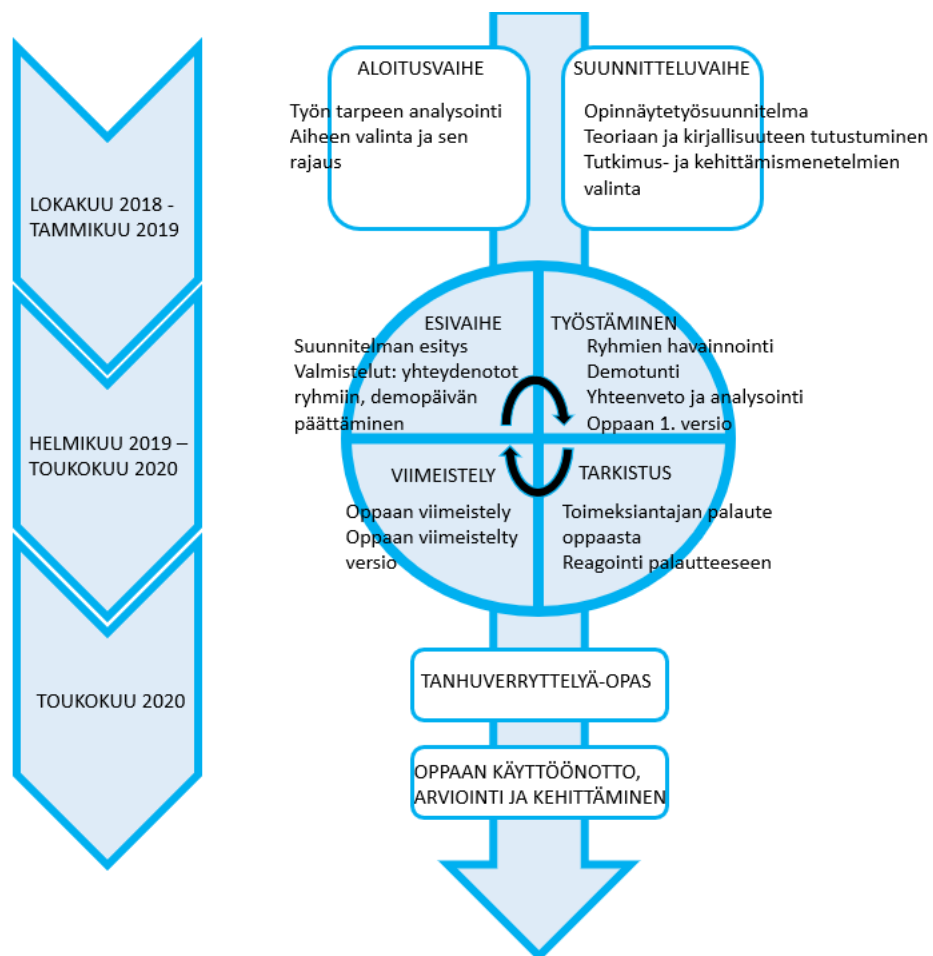 LOKAKUU 2018 -
TAMMIKUU 2019
HELMIKUU 2019 –
TOUKOKUU 2020
TOUKOKUU 2020
ALOITUSVAIHE
Työn tarpeen analysointi
Aiheen valinta ja sen
rajaus
SUUNNITTELUVAIHE
Opinnäytetyösuunnitelma
Teoriaan ja kirjallisuuteen tutustuminen
Tutkimus- ja kehittämismenetelmien
valinta
ESIVAIHE
Suunnitelman esitys
Valmistelut: yhteydenotot
ryhmiin, demopäivän
päättäminen
TYÖSTÄMINEN
Ryhmien havainnointi
Demotunti
Yhteenveto ja analysointi
Oppaan 1. versio
VIIMEISTELY
Oppaan viimeistely
Oppaan viimeistelty
versio
TARKISTUS
Toimeksiantajan palaute
oppaasta
Reagointi palautteeseen
TANHUVERRYTTELYÄ-OPAS
OPPAAN KÄYTTÖÖNOTTO,
ARVIOINTI JA KEHITTÄMINEN